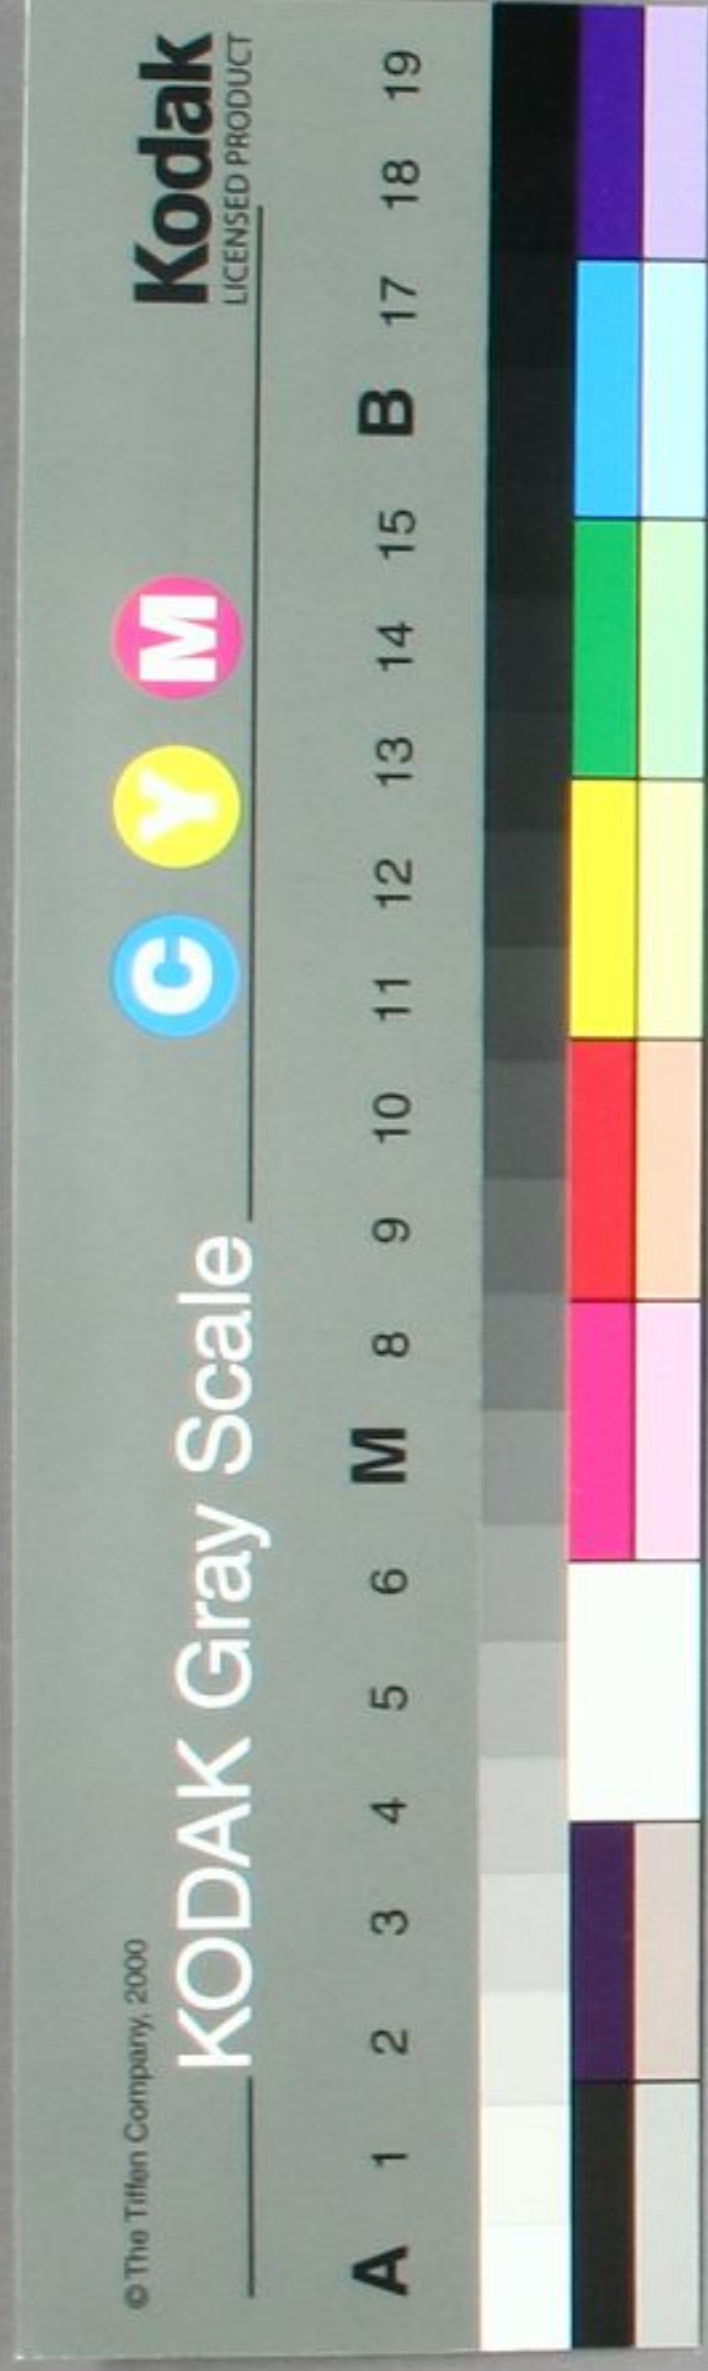 © The Tiffen Company, 2000
KODAK Gray Scale
C Y M
Kodak
LICENSED PRODUCT
A 1 2 3 4 5 6 M 8 9 10 11 12 13 14 15 B 17 18 19